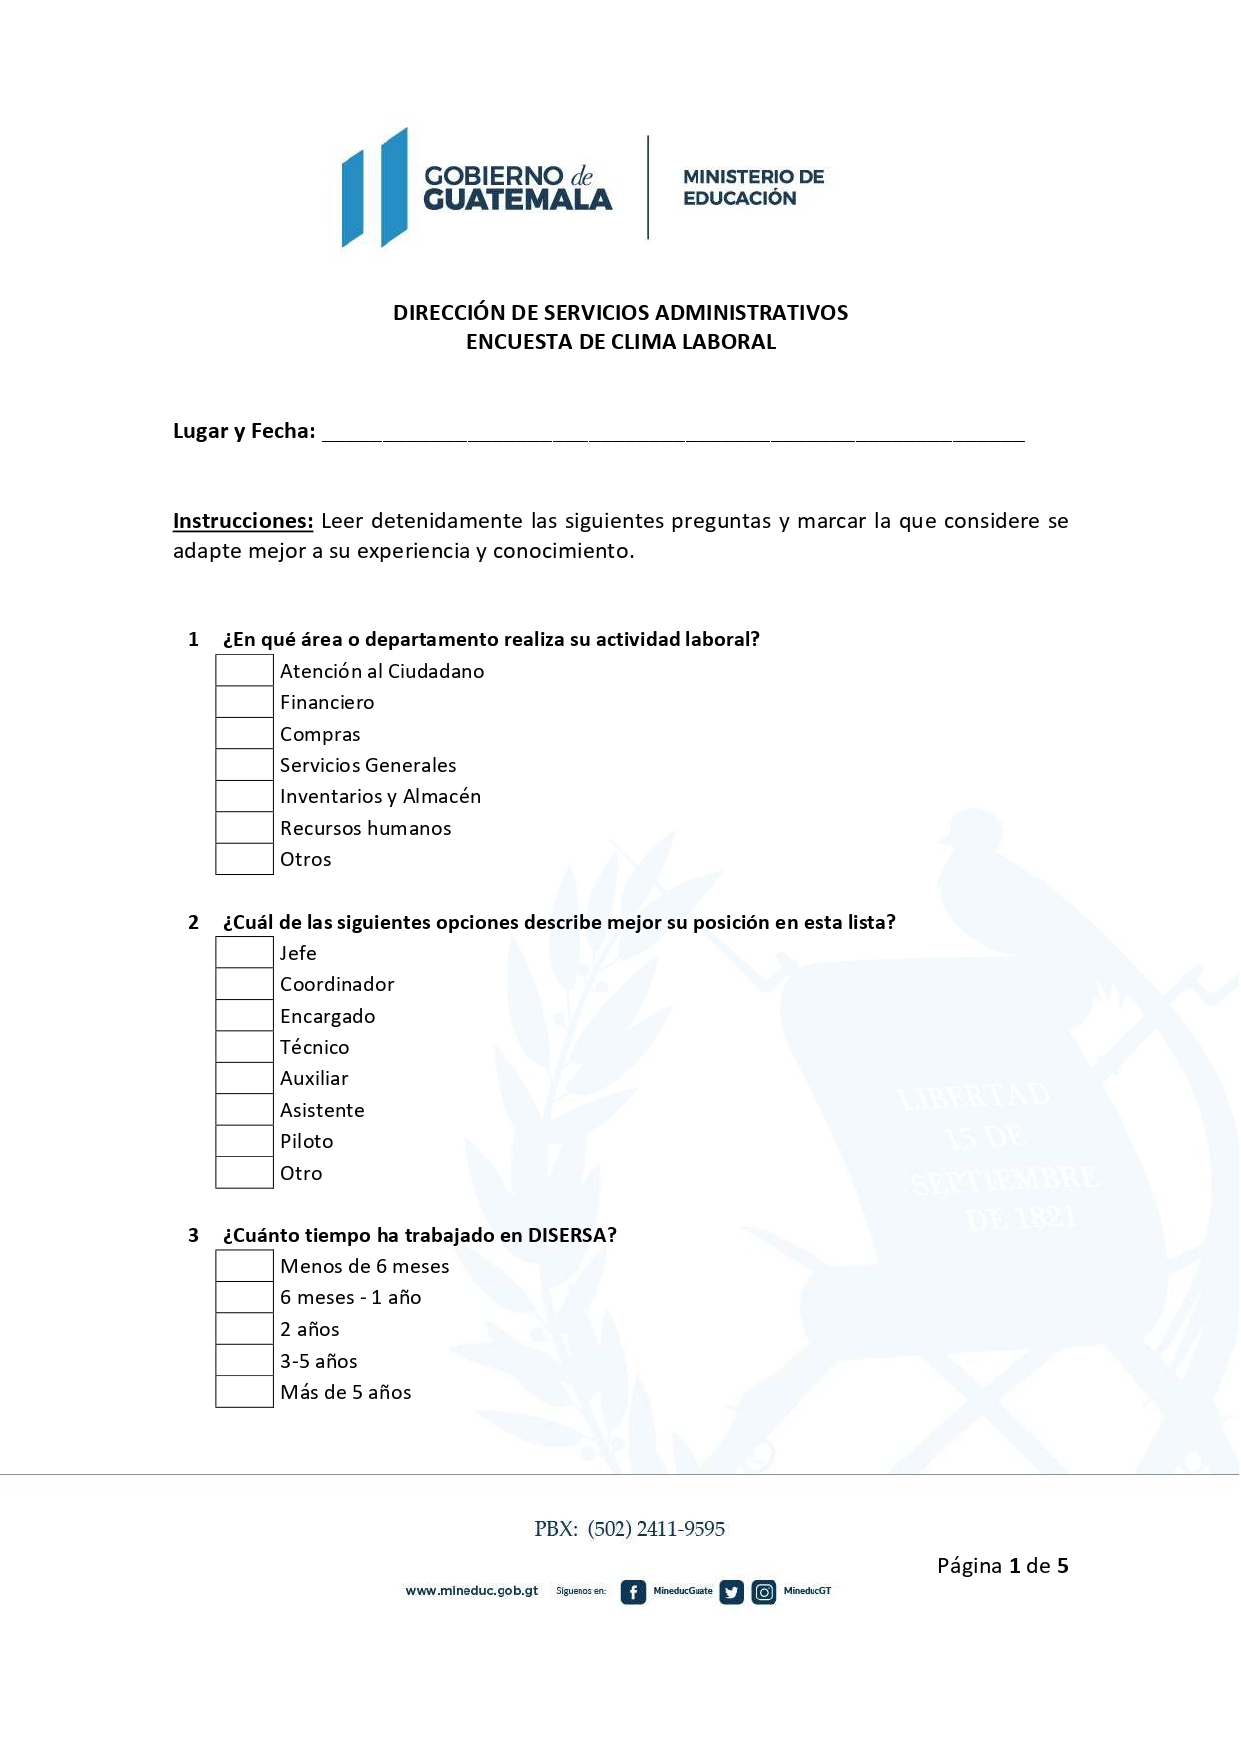 GOBIERNO de
GUATEMALA
MINISTERIO DE
EDUCACIÓN
DIRECCIÓN DE SERVICIOS ADMINISTRATIVOS
ENCUESTA DE CLIMA LABORAL
Lugar y Fecha: ___________________________________________________________
Instrucciones: Leer detenidamente las siguientes preguntas y marcar la que considere se
adapte mejor a su experiencia y conocimiento.
1 ¿En qué área o departamento realiza su actividad laboral?
Atención al Ciudadano
Financiero
Compras
Servicios Generales
Inventarios y Almacén
Recursos humanos
Otros
2 ¿Cuál de las siguientes opciones describe mejor su posición en esta lista?
Jefe
Coordinador
Encargado
Técnico
Auxiliar
Asistente
Piloto
Otro
LIBERTAD
15 DE
SEPTIEMBRE
DE 1821
3 ¿Cuánto tiempo ha trabajado en DISERSA?
Menos de 6 meses
6 meses - 1 año
2 años
3-5 años
Más de 5 años
PBX: (502) 2411-9595
Página 1 de 5
www.mineduc.gob.gt Síguenos en: MineducGuate MineducGT